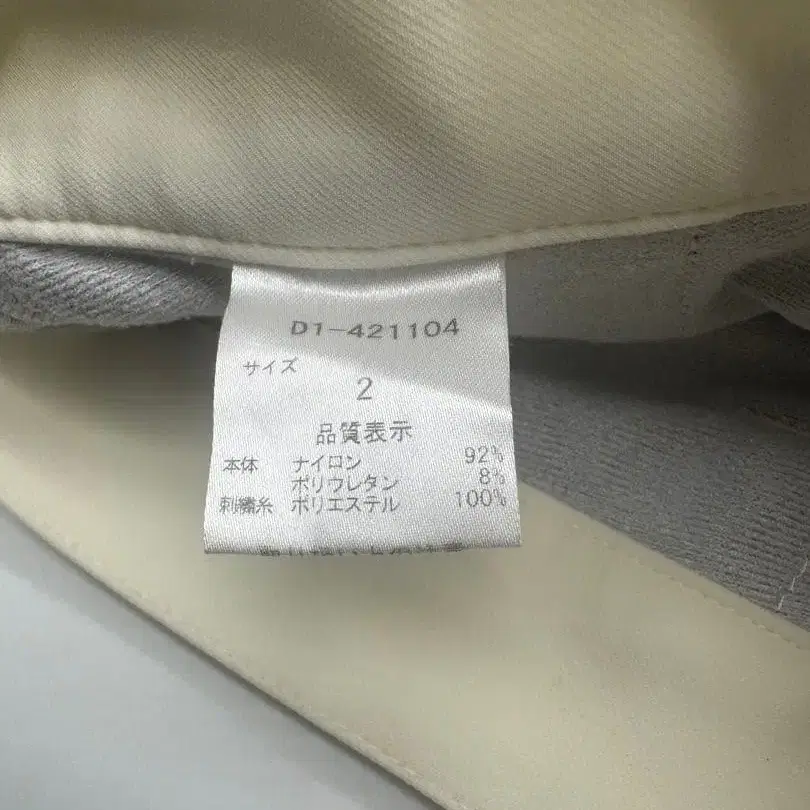 D1-421104
サイズ
2
品質表示
本体 ナイロン 92%
ポリウレタン 8%
刺繍糸 ポリエステル 100%